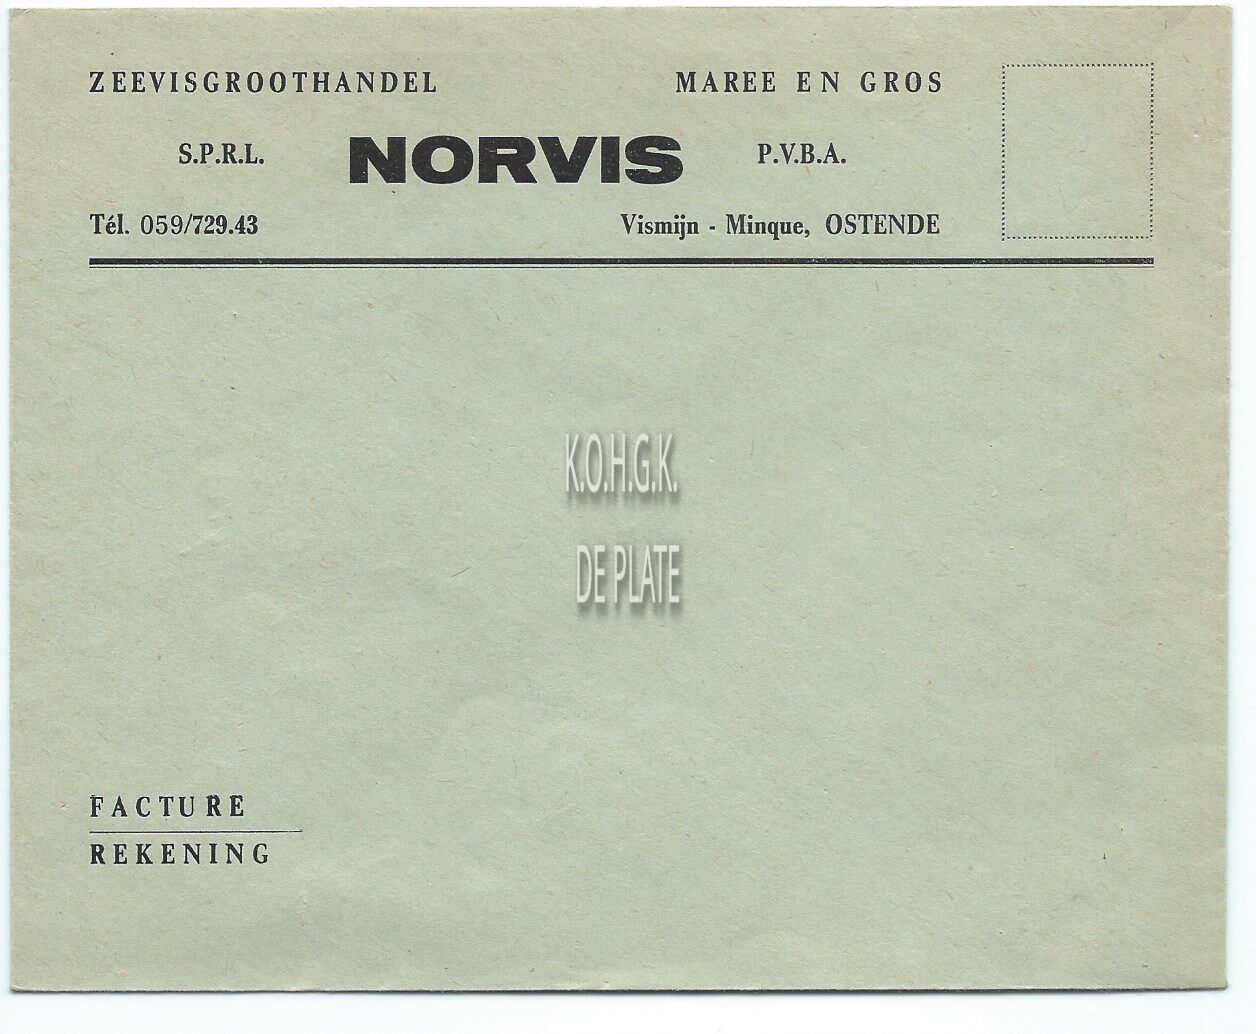 ZEEVISGROOTHANDEL MAREE EN GROS
S.P.R.L. NORVIS P.V.B.A.
Tél. 059/729.43 Vismijn - Minque, OSTENDE
K.O.H.G.K.
DE PLATE
FACTURE
REKENING